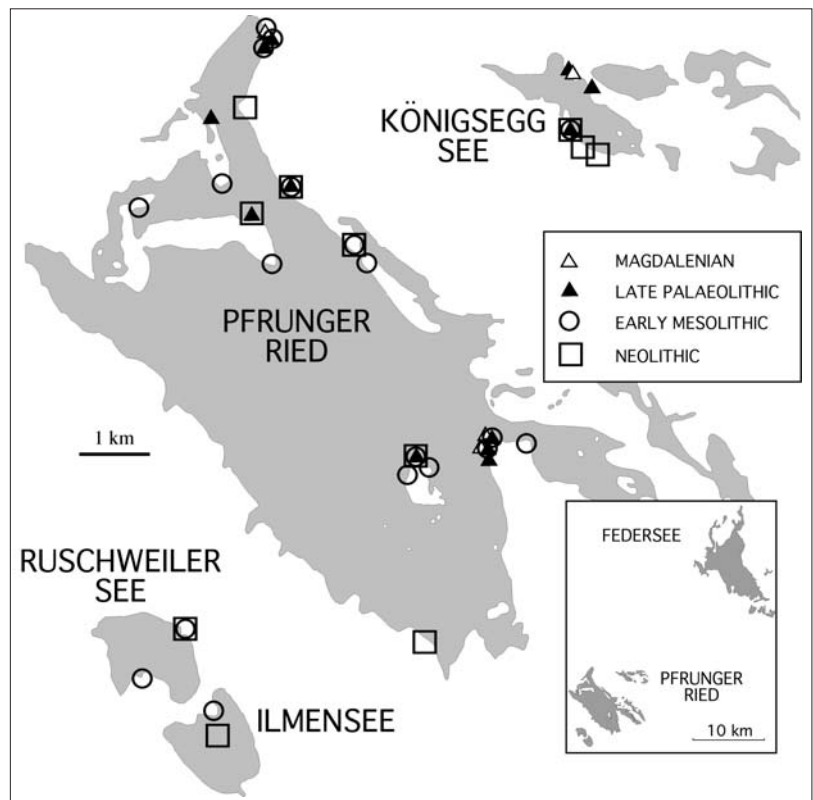 KÖNIGSEGG
SEE
MAGDALENIAN
LATE PALAEOLITHIC
EARLY MESOLITHIC
NEOLITHIC
PFRUNGER
RIED
1 km
RUSCHWEILER
SEE
ILMENSEE
FEDERSEE
PFRUNGER
RIED
10 km